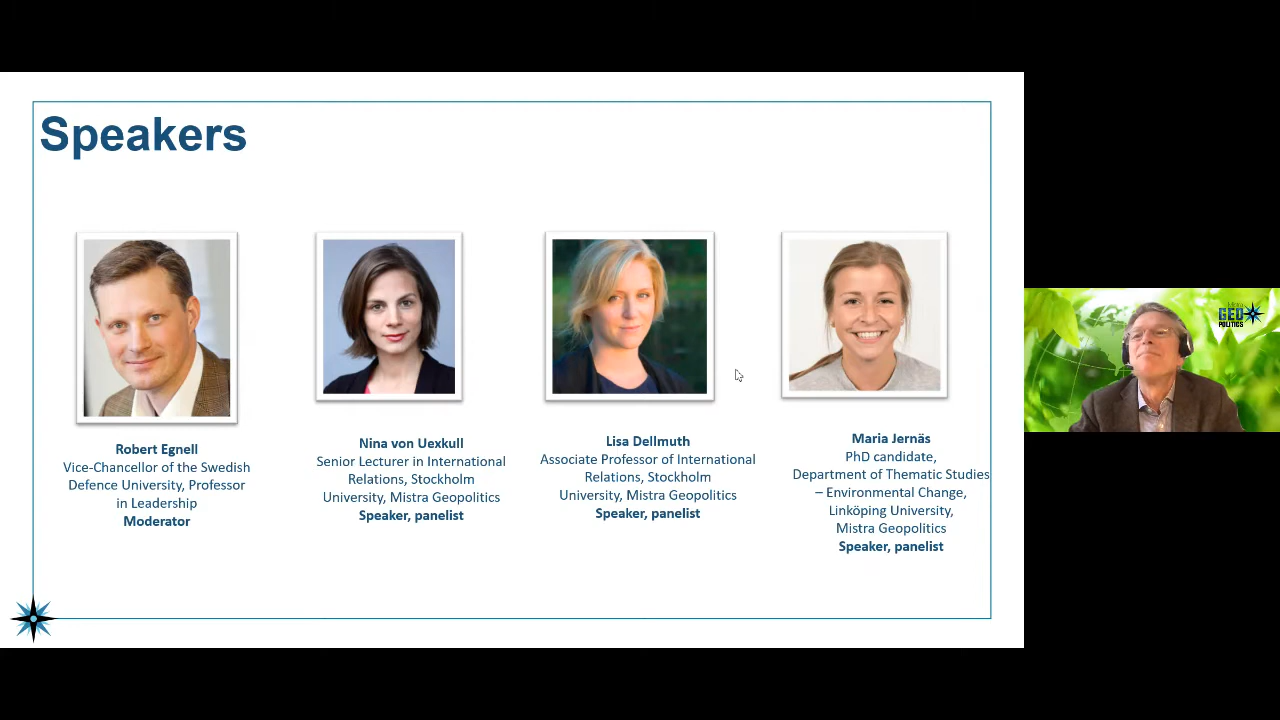 Speakers
Robert Egnell
Vice-Chancellor of the Swedish
Defence University, Professor
in Leadership
Moderator
Nina von Uexkull
Senior Lecturer in International
Relations, Stockholm
University, Mistra Geopolitics
Speaker, panelist
Lisa Dellmuth
Associate Professor of International
Relations, Stockholm
University, Mistra Geopolitics
Speaker, panelist
Maria Jernäs
PhD candidate,
Department of Thematic Studies
– Environmental Change,
Linköping University,
Mistra Geopolitics
Speaker, panelist
Mistra
GEO
POLITICS